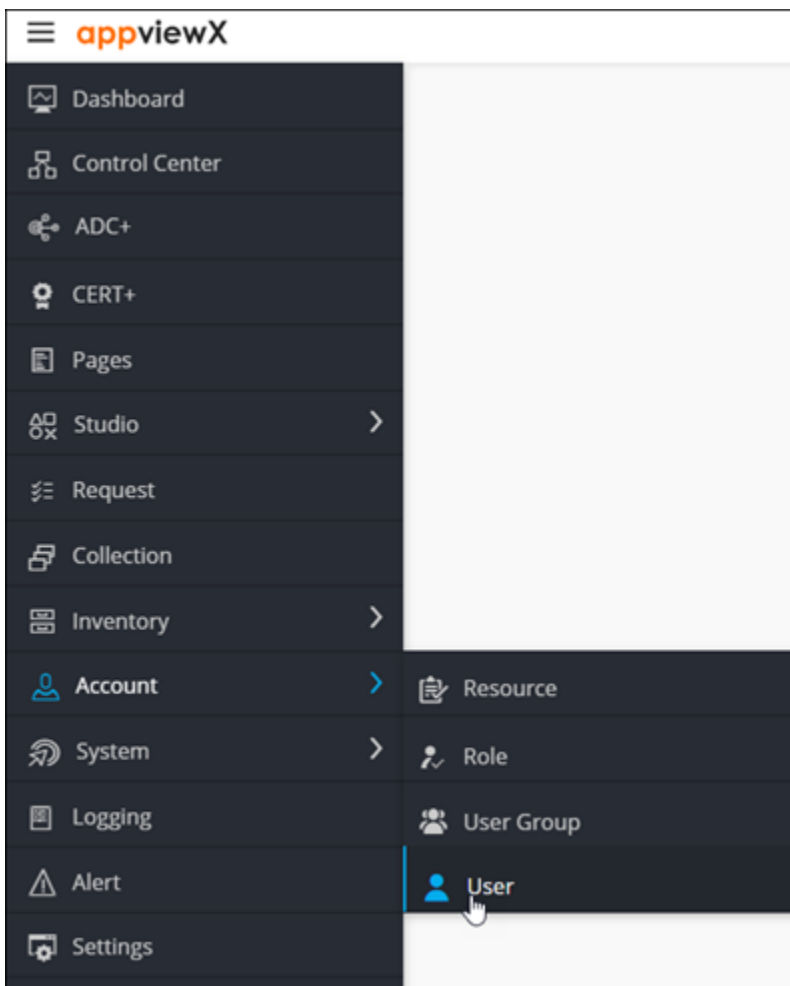 appviewX
Dashboard
Control Center
ADC+
CERT+
Pages
Studio
Request
Collection
Inventory
Account
System
Logging
Alert
Settings
Resource
Role
User Group
User